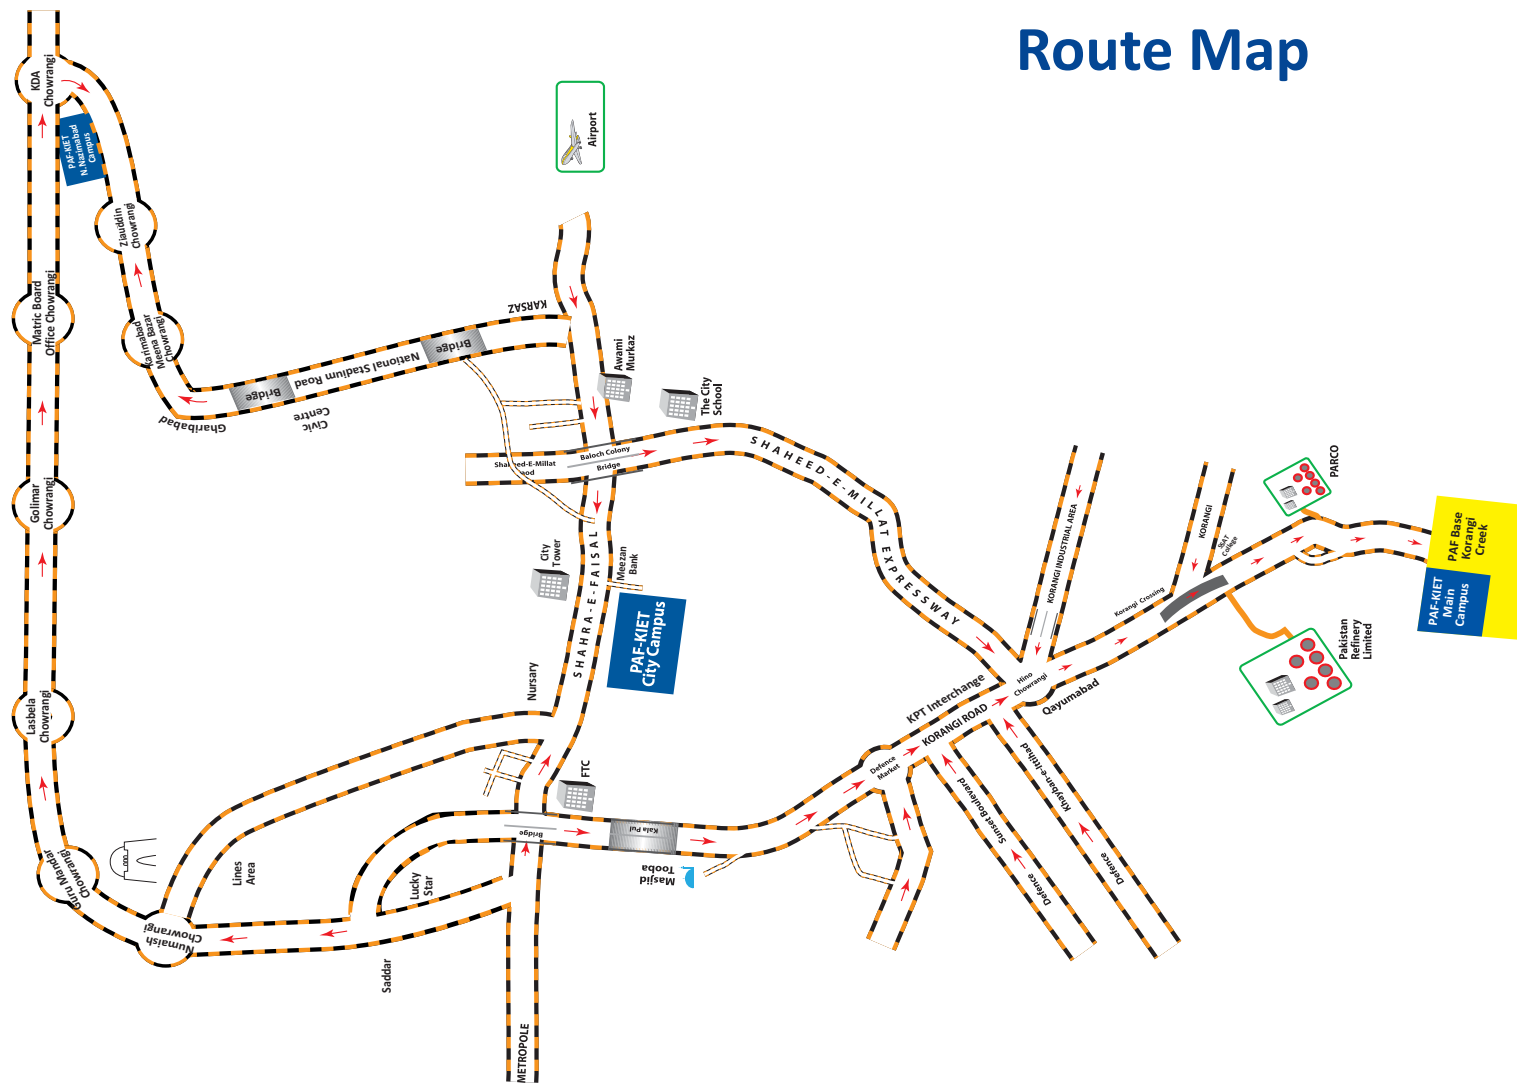 Route Map
KDA
Chowrangi
PAF-KIET
N.Nazimabad
Campus
Ziauddin
Chowrangi
Matric Board
Office Chowrangi
Karimabad
Meena Bazar
Chowrangi
Gharibabad
Bridge
Civic
Centre
National Stadium Road
Bridge
KARSAZ
Airport
Awami
Murkaz
The City
School
Baloch Colony
Bridge
SHAHEED-E-MILLAT EXPRESSWAY
Golimar
Chowrangi
City
Tower
Meezan
Bank
SHAHRA-E-FAISAL
PAF-KIET
City Campus
Nursary
FTC
Bridge
Kala Pul
Masjid
Tooba
Lasbela
Chowrangi
Guru Mandar
Chowrangi
Numaish
Chowrangi
Lines
Area
Lucky
Star
Saddar
METROPOLE
Defence
Market
KPT Interchange
KORANGI ROAD
Hino
Chowrangi
Qayumabad
Sunset Boulevard
Defence
Khayban-e-Ittihad
Defence
KORANGI INDUSTRIAL AREA
Korangi Crossing
KORANGI
College
PARCO
Pakistan
Refinery
Limited
PAF Base
Korangi
Creek
PAF-KIET
Main
Campus